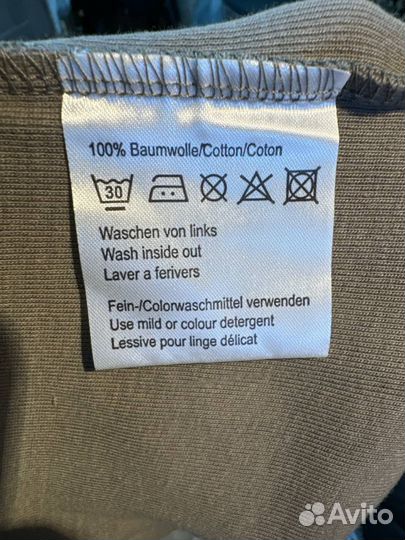 100% Baumwolle/Cotton/Coton
30
Waschen von links
Wash inside out
Laver a ferivers
Fein-/Colorwaschmittel verwenden
Use mild or colour detergent
Lessive pour linge délicat
Avito